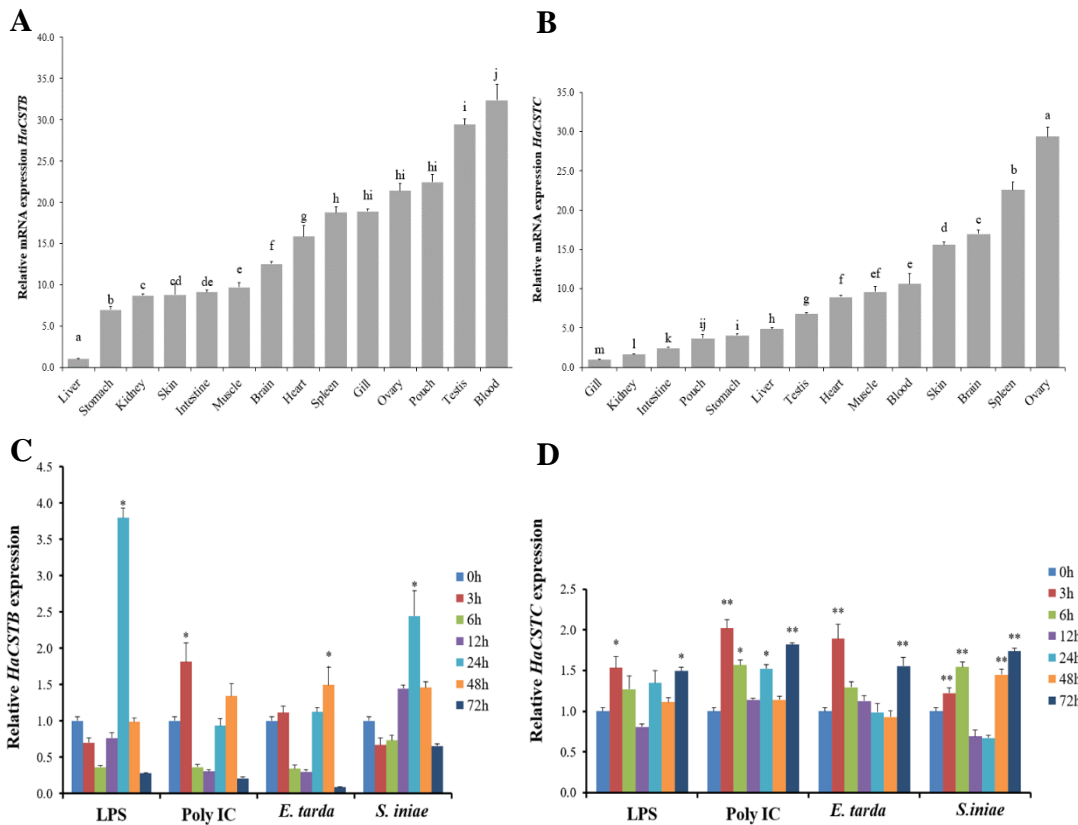 A
Relative mRNA expression HaCSTB
40.0
35.0
30.0
25.0
20.0
15.0
10.0
5.0
0.0
a
b
c
cd
de
e
f
g
h
hi
hi
hi
i
j
Liver
Stomach
Kidney
Skin
Intestine
Muscle
Brain
Heart
Spleen
Gill
Ovary
Pouch
Testis
Blood
B
Relative mRNA expression HaCSTC
35.0
30.0
25.0
20.0
15.0
10.0
5.0
0.0
m
l
k
ij
i
h
g
f
ef
e
d
c
b
a
Gill
Kidney
Intestine
Pouch
Stomach
Liver
Testis
Heart
Muscle
Blood
Skin
Brain
Spleen
Ovary
C
Relative HaCSTB expression
4.5
4.0
3.5
3.0
2.5
2.0
1.5
1.0
0.5
0.0
*
*
*
*
LPS
Poly IC
E. tarda
S. iniae
0h
3h
6h
12h
24h
48h
72h
D
Relative HaCSTC expression
2.5
2.0
1.5
1.0
0.5
0.0
*
*
**
*
*
**
**
**
**
**
**
**
LPS
Poly IC
E. tarda
S.iniae
0h
3h
6h
12h
24h
48h
72h